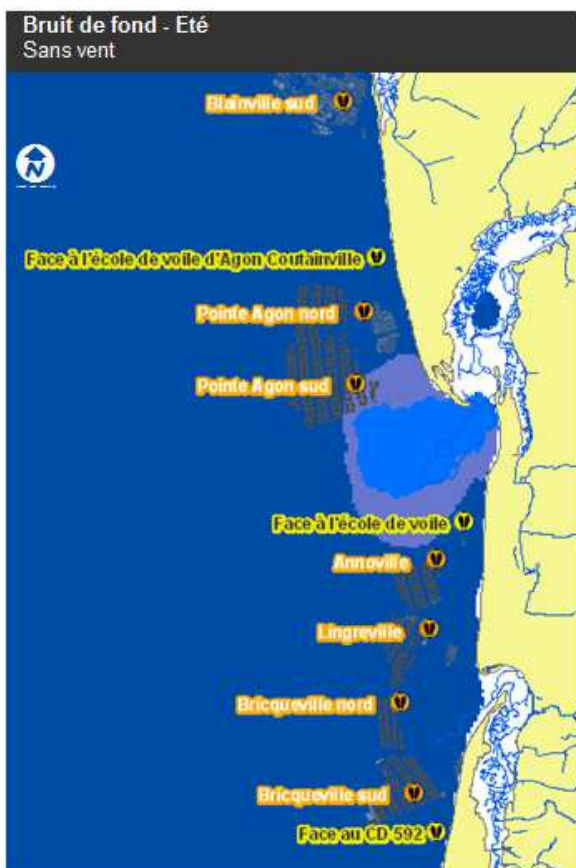 Bruit de fond - Eté
Sans vent
Blainville sud
N
Face à l'école de voile d'Agon Coutainville
Pointe Agon nord
Pointe Agon sud
Face à l'école de voile
Annoville
Lingreville
Bricqueville nord
Bricqueville sud
Face au CD 592